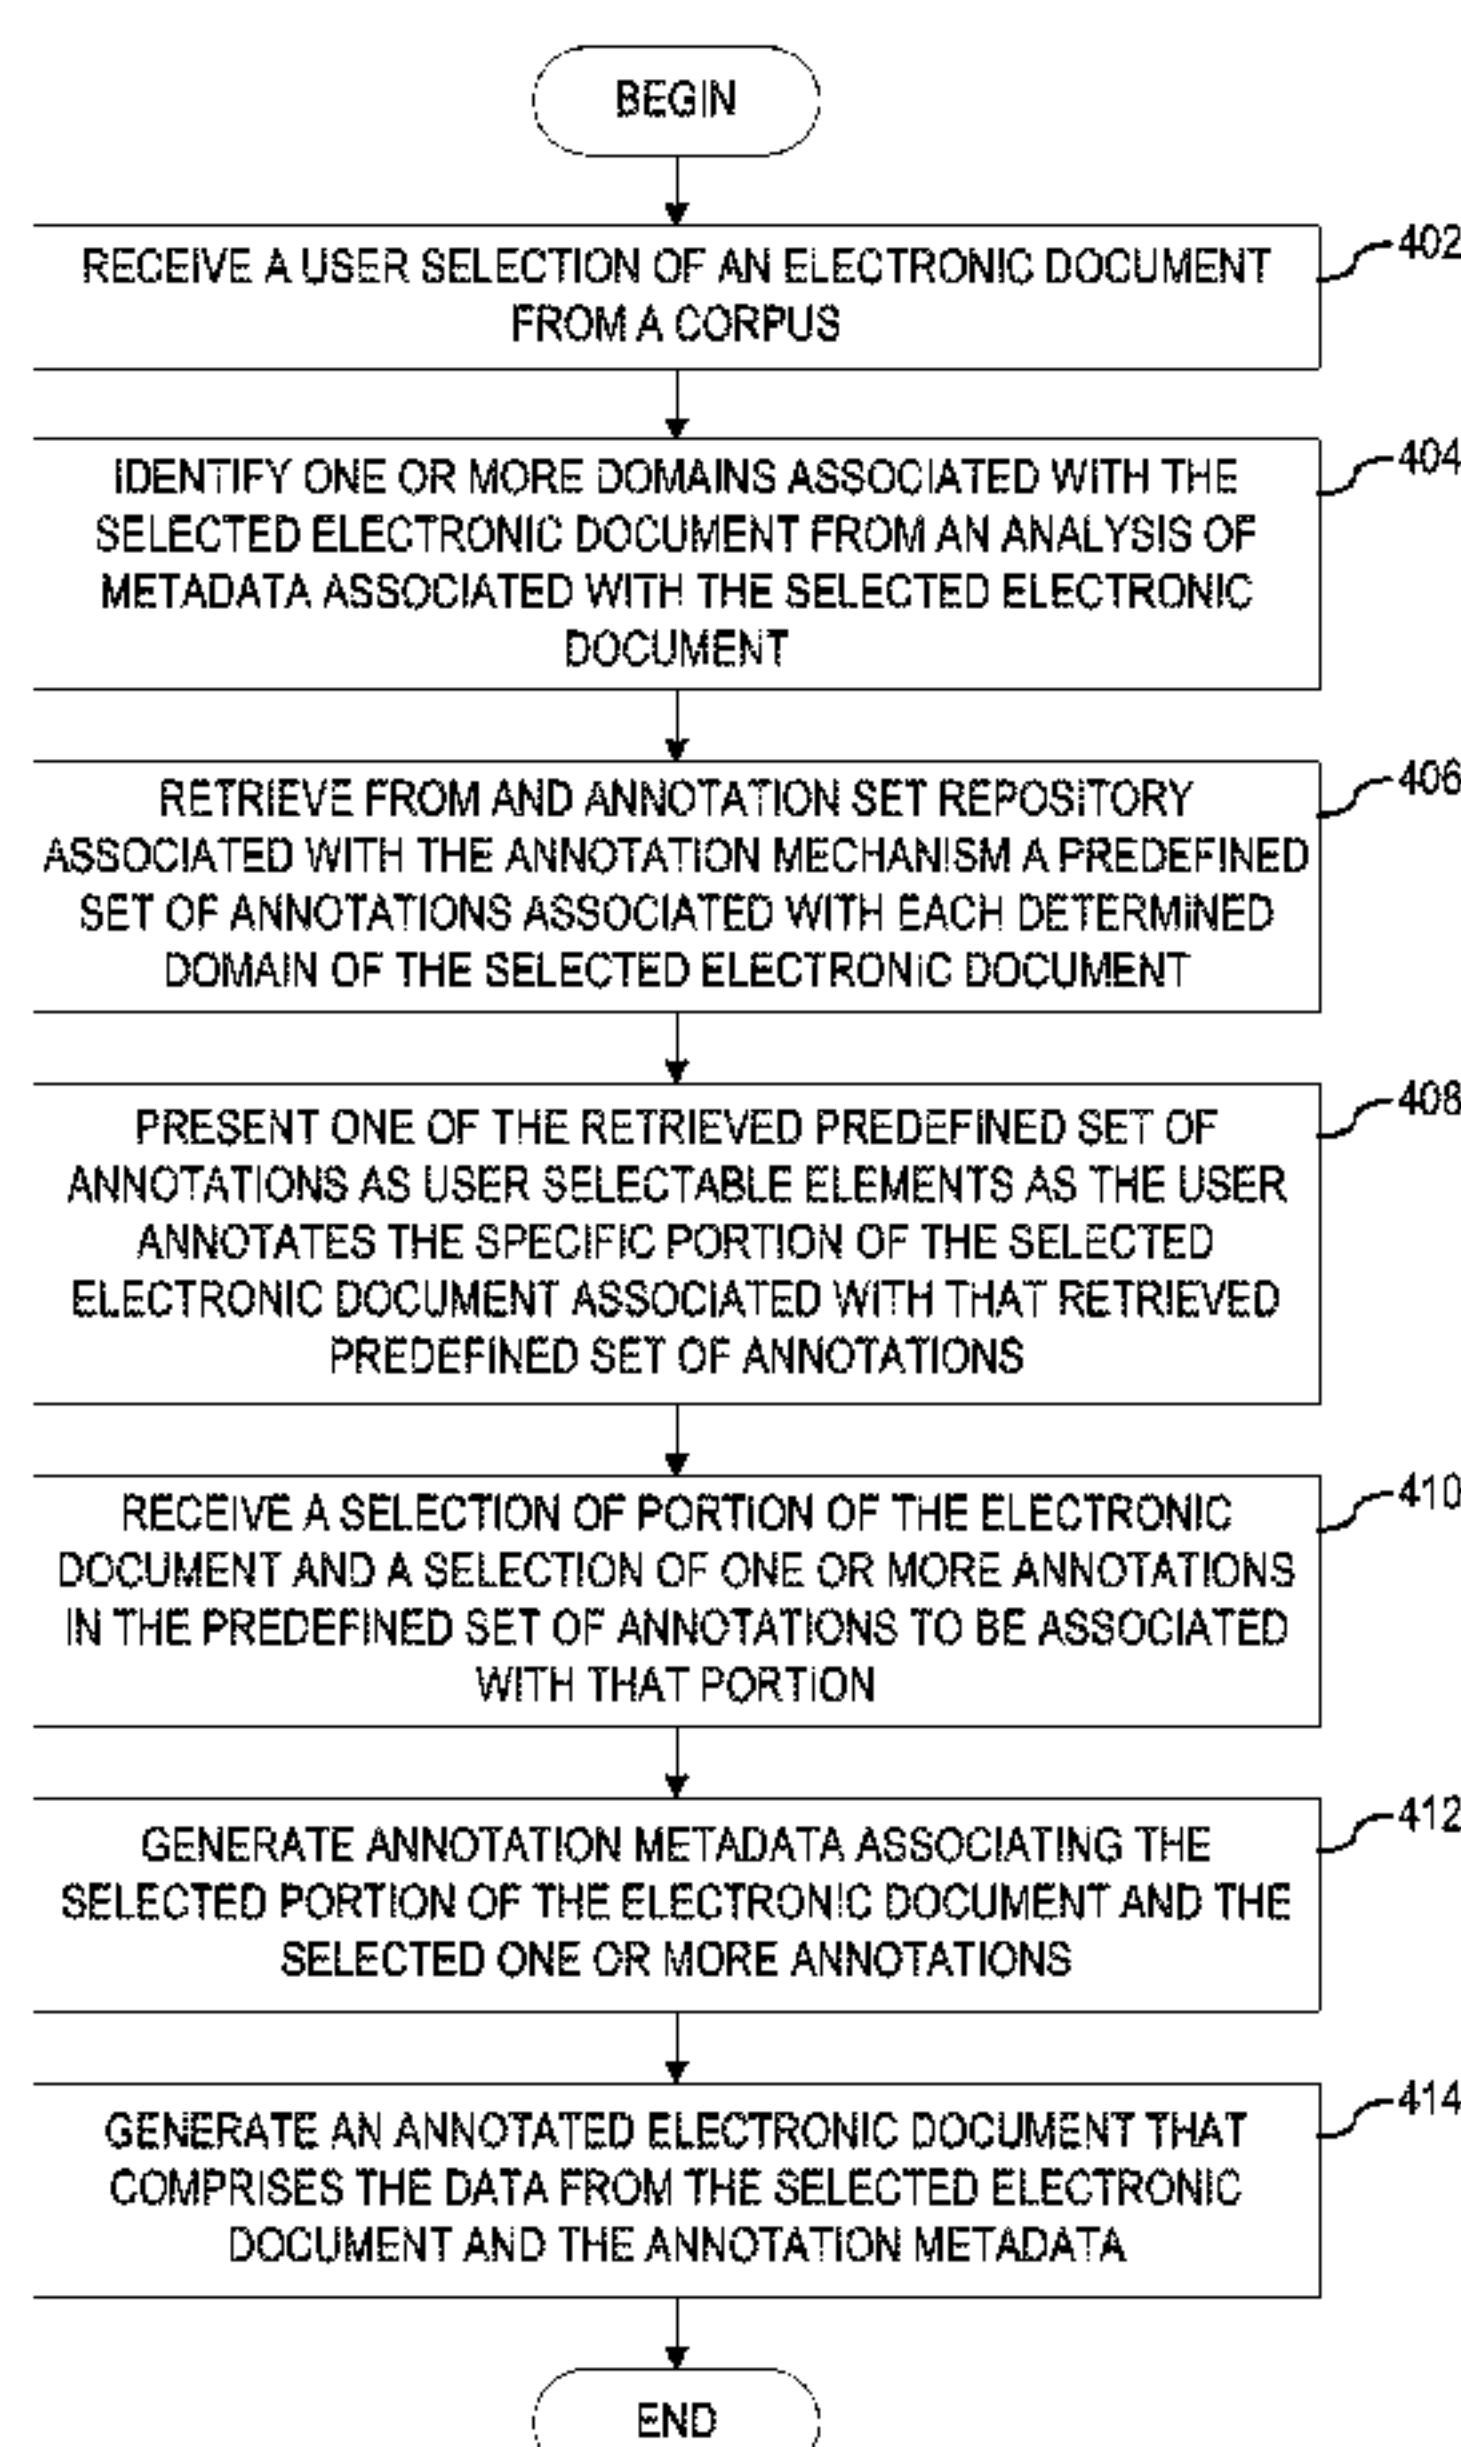 BEGIN
RECEIVE A USER SELECTION OF AN ELECTRONIC DOCUMENT
FROM A CORPUS
402
IDENTIFY ONE OR MORE DOMAINS ASSOCIATED WITH THE
SELECTED ELECTRONIC DOCUMENT FROM AN ANALYSIS OF
METADATA ASSOCIATED WITH THE SELECTED ELECTRONIC
DOCUMENT
404
RETRIEVE FROM AND ANNOTATION SET REPOSITORY
ASSOCIATED WITH THE ANNOTATION MECHANISM A PREDEFINED
SET OF ANNOTATIONS ASSOCIATED WITH EACH DETERMINED
DOMAIN OF THE SELECTED ELECTRONIC DOCUMENT
406
PRESENT ONE OF THE RETRIEVED PREDEFINED SET OF
ANNOTATIONS AS USER SELECTABLE ELEMENTS AS THE USER
ANNOTATES THE SPECIFIC PORTION OF THE SELECTED
ELECTRONIC DOCUMENT ASSOCIATED WITH THAT RETRIEVED
PREDEFINED SET OF ANNOTATIONS
408
RECEIVE A SELECTION OF PORTION OF THE ELECTRONIC
DOCUMENT AND A SELECTION OF ONE OR MORE ANNOTATIONS
IN THE PREDEFINED SET OF ANNOTATIONS TO BE ASSOCIATED
WITH THAT PORTION
410
GENERATE ANNOTATION METADATA ASSOCIATING THE
SELECTED PORTION OF THE ELECTRONIC DOCUMENT AND THE
SELECTED ONE OR MORE ANNOTATIONS
412
GENERATE AN ANNOTATED ELECTRONIC DOCUMENT THAT
COMPRISES THE DATA FROM THE SELECTED ELECTRONIC
DOCUMENT AND THE ANNOTATION METADATA
414
END